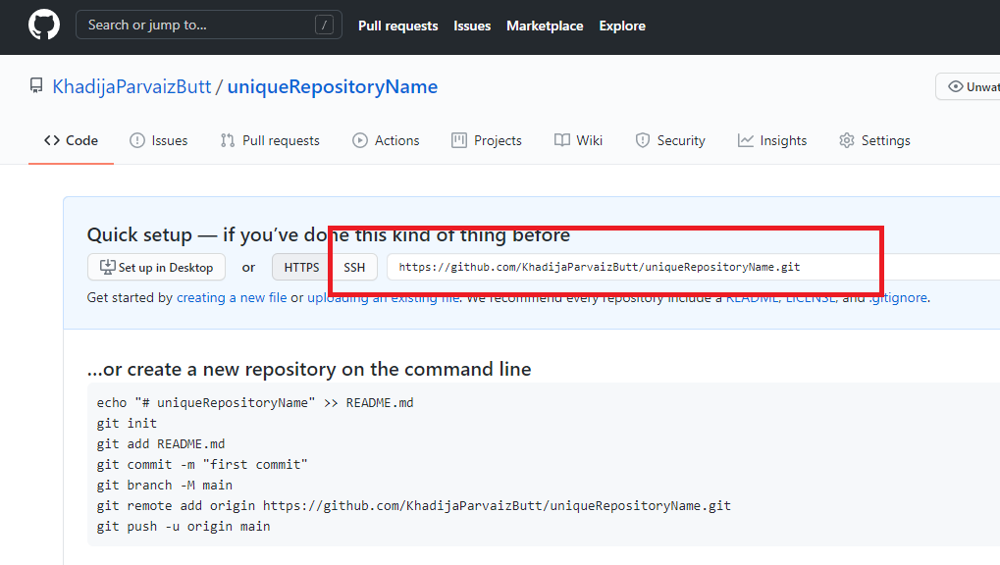 Search or jump to... /
Pull requests Issues Marketplace Explore
KhadijaParvaizButt / uniqueRepositoryName
Code Issues Pull requests Actions Projects Wiki Security Insights Settings
Quick setup — if you've done this kind of thing before
Set up in Desktop or HTTPS SSH https://github.com/KhadijaParvaizButt/uniqueRepositoryName.git
Get started by creating a new file or uploading an existing file. We recommend every repository include a README, LICENSE, and .gitignore.
...or create a new repository on the command line
echo "# uniqueRepositoryName" >> README.md
git init
git add README.md
git commit -m "first commit"
git branch -M main
git remote add origin https://github.com/KhadijaParvaizButt/uniqueRepositoryName.git
git push -u origin main